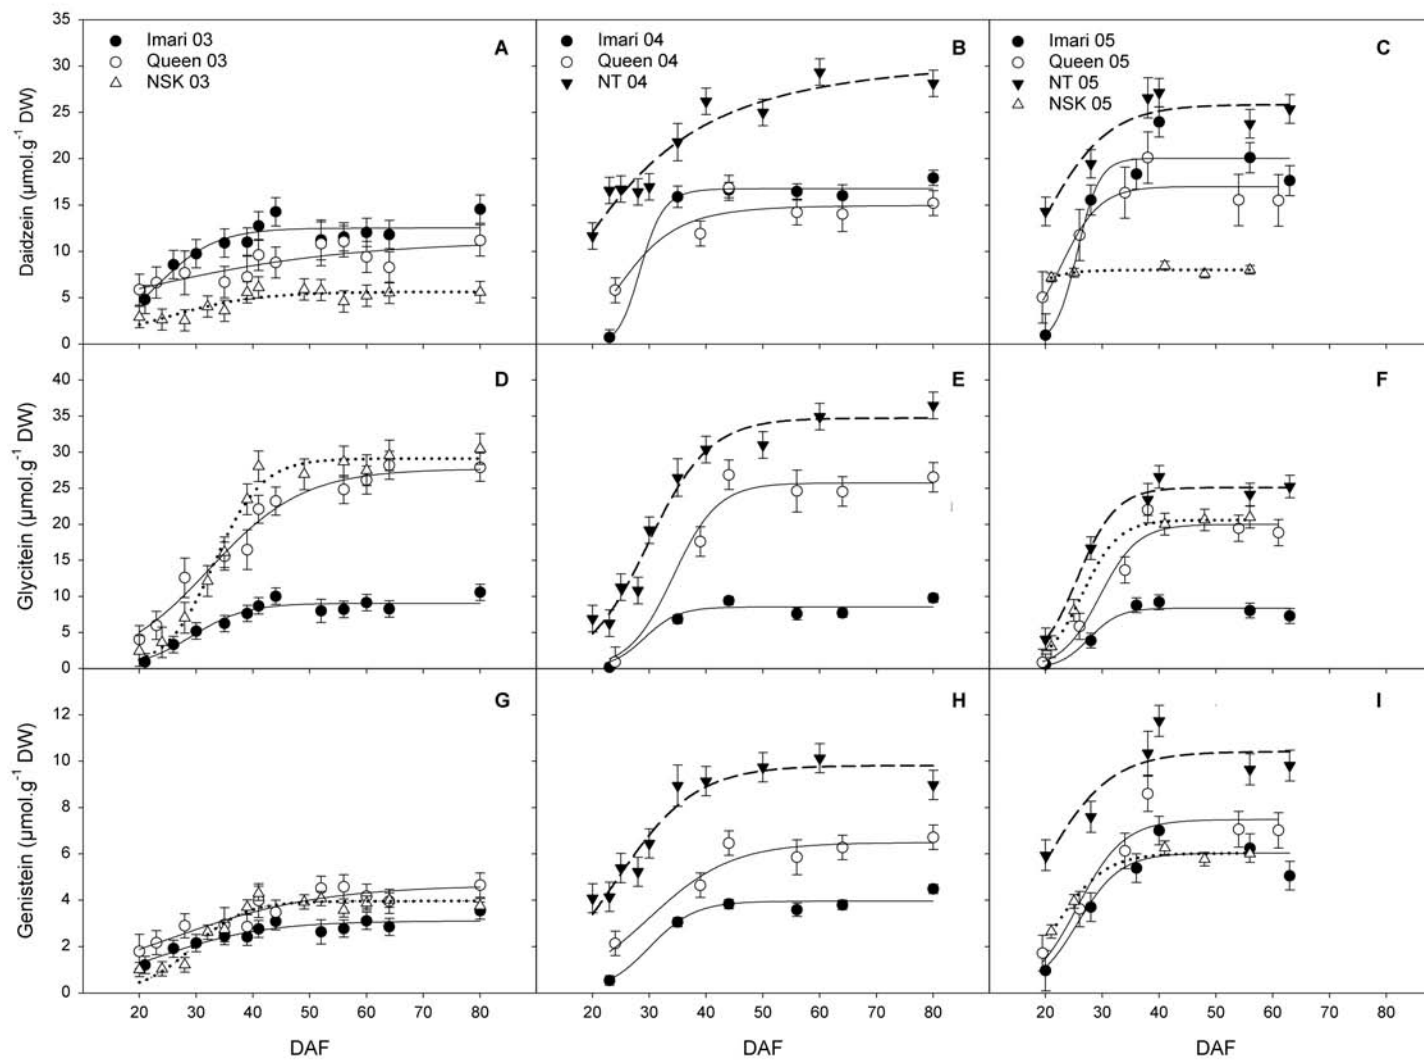 Imari 03
Queen 03
NSK 03
A
Imari 04
Queen 04
NT 04
B
Imari 05
Queen 05
NT 05
NSK 05
C
35
30
25
20
15
10
5
0
Daidzein (µmol.g⁻¹ DW)
D
E
F
40
35
30
25
20
15
10
5
0
Glycitein (µmol.g⁻¹ DW)
G
H
I
12
10
8
6
4
2
0
Genistein (µmol.g⁻¹ DW)
20 30 40 50 60 70 80
20 30 40 50 60 70 80
20 30 40 50 60 70 80
DAF
DAF
DAF